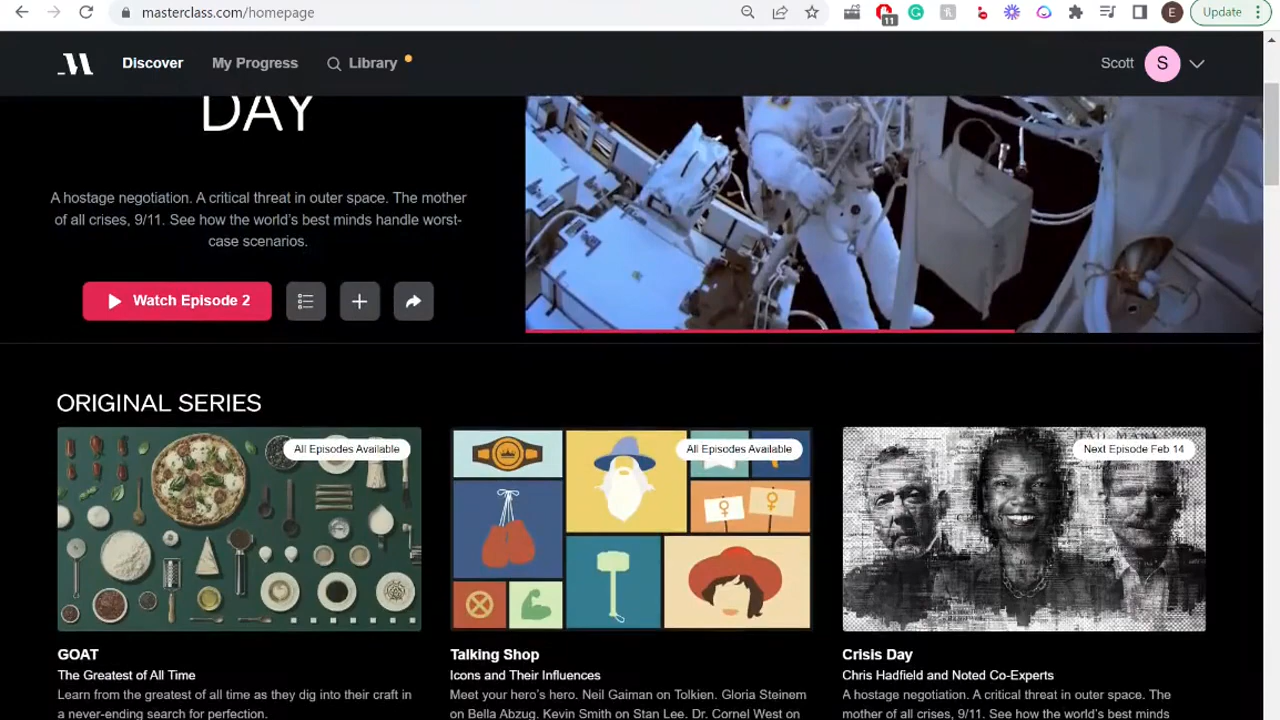 masterclass.com/homepage
11
E
Update
Discover
My Progress
Library
Scott
S
DAY
A hostage negotiation. A critical threat in outer space. The mother
of all crises, 9/11. See how the world's best minds handle worst-
case scenarios.
Watch Episode 2
ORIGINAL SERIES
All Episodes Available
All Episodes Available
Next Episode Feb 14
GOAT
The Greatest of All Time
Learn from the greatest of all time as they dig into their craft in
a never-ending search for perfection.
Talking Shop
Icons and Their Influences
Meet your hero's hero. Neil Gaiman on Tolkien. Gloria Steinem
on Bella Abzug. Kevin Smith on Stan Lee. Dr. Cornel West on
Crisis Day
Chris Hadfield and Noted Co-Experts
A hostage negotiation. A critical threat in outer space. The
mother of all crises, 9/11. See how the world's best minds